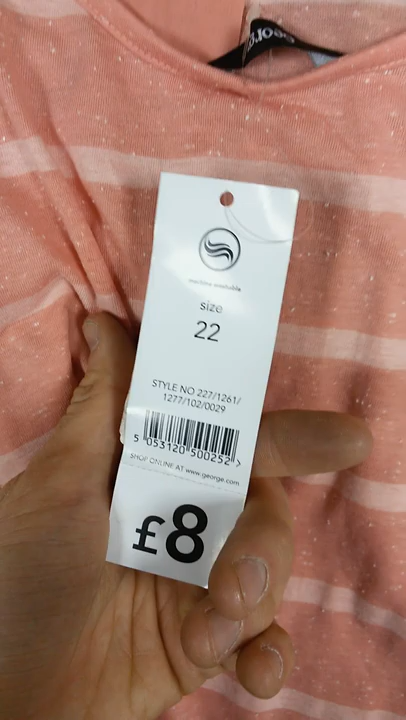 George.
machine washable
size
22
STYLE NO 227/1261/
1277/102/0029
5 053120 500252 >
SHOP ONLINE AT www.george.com
£8